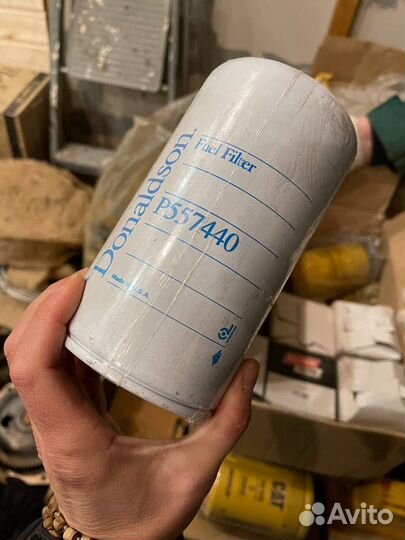 Donaldson.
Fuel Filter
P557440
Made in U.S.A.
CAT
Avito